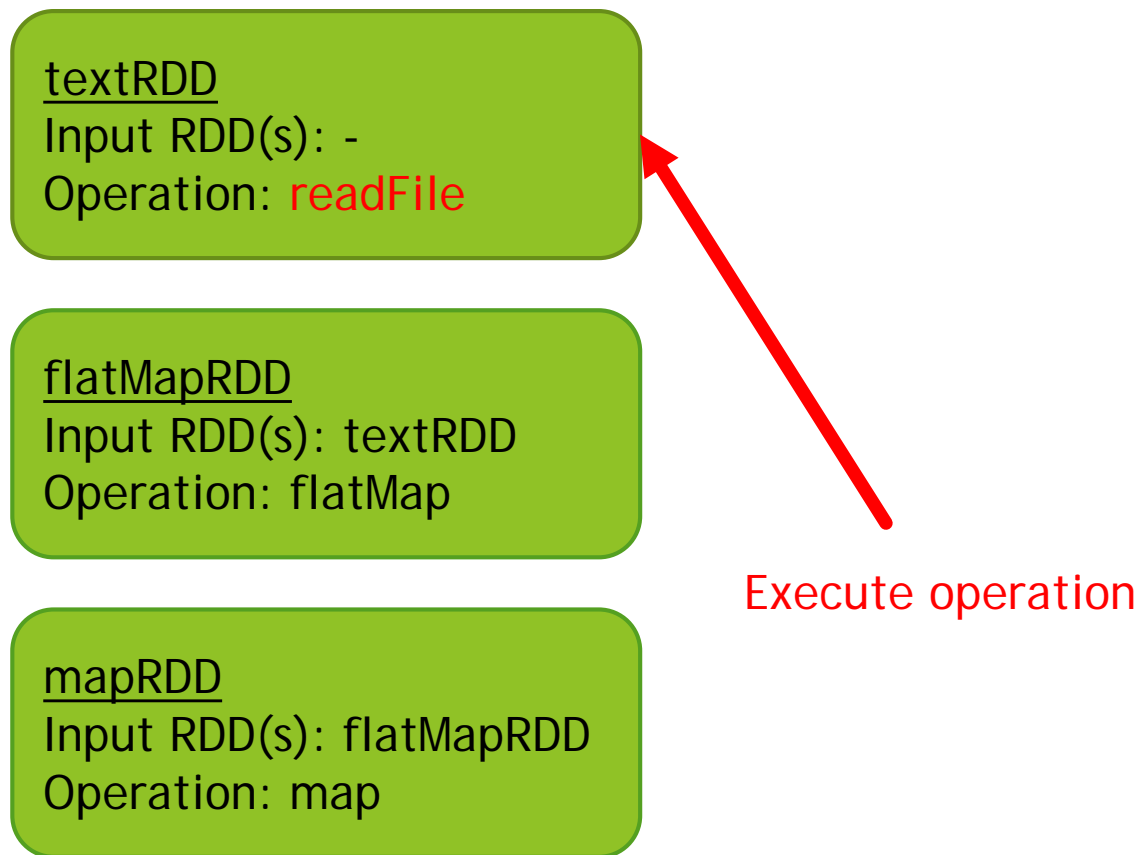 textRDD
Input RDD(s): -
Operation: readFile
flatMapRDD
Input RDD(s): textRDD
Operation: flatMap
Execute operation
mapRDD
Input RDD(s): flatMapRDD
Operation: map